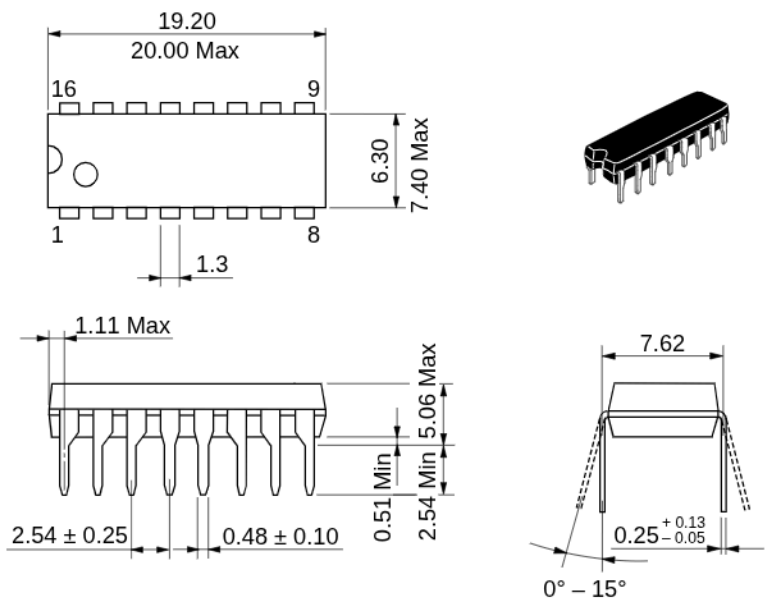 19.20
20.00 Max
16
9
6.30
7.40 Max
1
8
1.3
1.11 Max
5.06 Max
0.51 Min
2.54 Min
2.54 ± 0.25
0.48 ± 0.10
7.62
0.25 + 0.13
– 0.05
0° – 15°